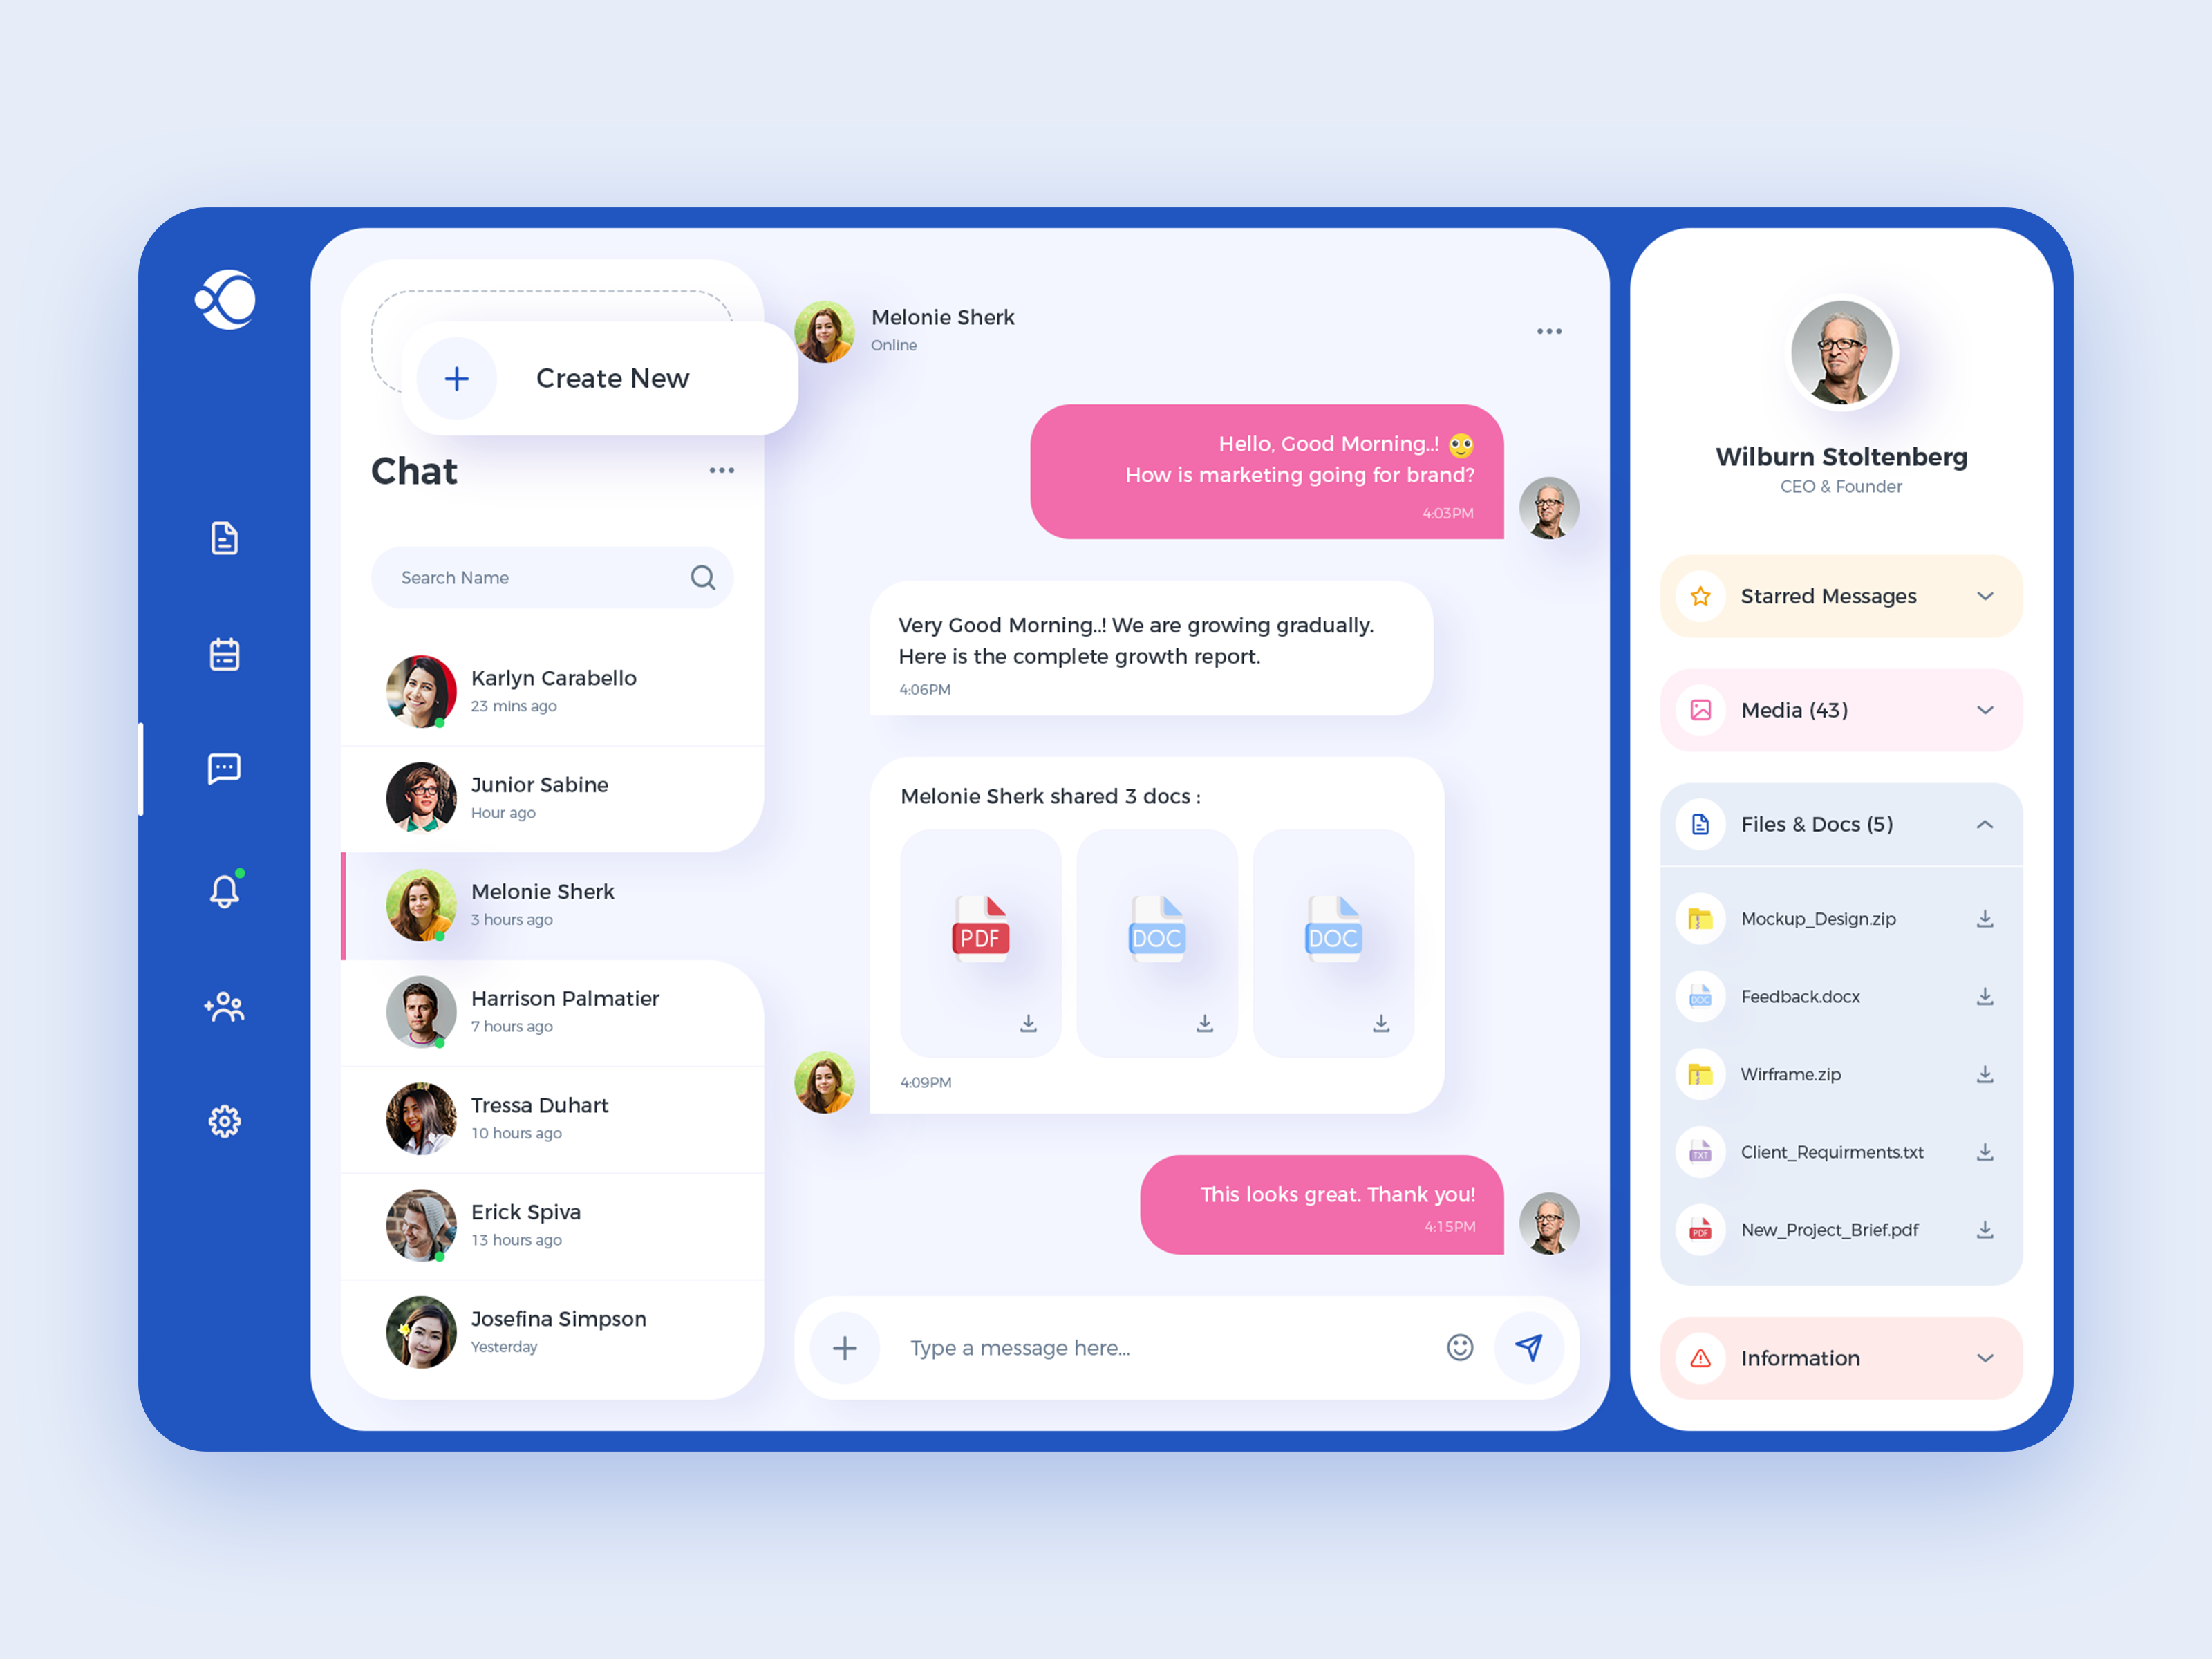 Create New
Chat
Search Name
Karlyn Carabello
23 mins ago
Junior Sabine
Hour ago
Melonie Sherk
3 hours ago
Harrison Palmatier
7 hours ago
Tressa Duhart
10 hours ago
Erick Spiva
13 hours ago
Josefina Simpson
Yesterday
Melonie Sherk
Online
Hello, Good Morning..! 🙄
How is marketing going for brand?
4:03PM
Very Good Morning..! We are growing gradually.
Here is the complete growth report.
4:06PM
Melonie Sherk shared 3 docs :
PDF
DOC
DOC
4:09PM
This looks great. Thank you!
4:15PM
Type a message here...
Wilburn Stoltenberg
CEO & Founder
Starred Messages
Media (43)
Files & Docs (5)
Mockup_Design.zip
DOC
Feedback.docx
Wirframe.zip
TXT
Client_Requirments.txt
PDF
New_Project_Brief.pdf
Information